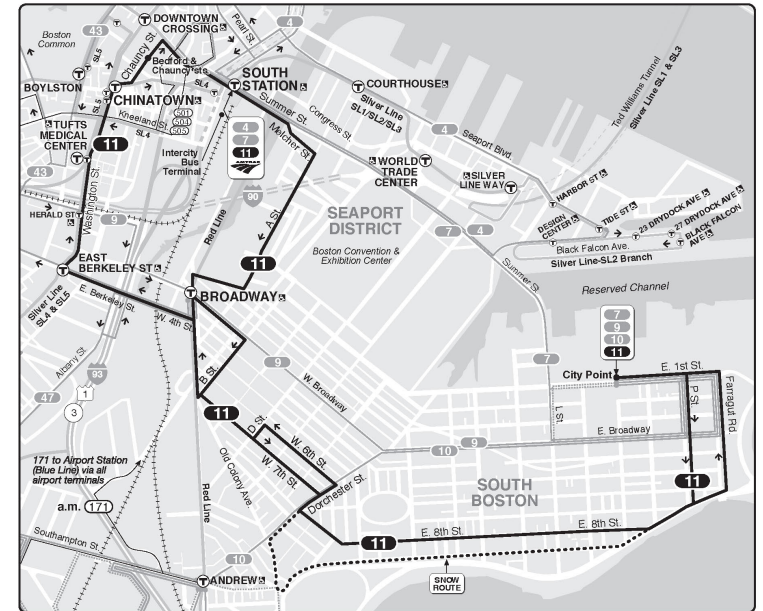 43
Boston
Common
DOWNTOWN
CROSSING
Pearl St.
4
SL5
Chauncy St.
Bedford &
Chauncy sts
SL4
SOUTH
STATION
COURTHOUSE
Silver Line
SL1/SL2/SL3
Ted Williams Tunnel
Silver Line SL1 & SL3
BOYLSTON
CHINATOWN
SL5
Kneeland St.
SL4
501
504
505
Summer St.
Congress St.
4
Seaport Blvd.
TUFTS
MEDICAL
CENTER
11
4
7
11
AMTRAK
Melcher St.
Intercity
Bus
Terminal
WORLD
TRADE
CENTER
SILVER
LINE WAY
43
90
HARBOR ST
Washington St.
HERALD ST
9
Red Line
A St.
SEAPORT
DISTRICT
7
4
DESIGN
CENTER
TIDE ST
23 DRYDOCK AVE
27 DRYDOCK AVE
BLACK FALCON
AVE
Black Falcon Ave.
Silver Line-SL2 Branch
Boston Convention &
Exhibition Center
EAST
BERKELEY ST
11
Summer St.
Silver Line
SL4 & SL5
E. Berkeley St.
BROADWAY
Reserved Channel
W. 4th St.
7
9
10
11
Albany St.
B St.
9
7
City Point
E. 1st St.
93
1
47
3
W. Broadway
P St.
Farragut Rd.
11
L St.
D St.
W. 6th St.
E. Broadway
171 to Airport Station
(Blue Line) via all
airport terminals
Old Colony Ave.
W. 7th St.
10
9
SOUTH
BOSTON
11
a.m. 171
Red Line
Dorchester St.
E. 8th St.
E. 8th St.
11
Southampton St.
10
ANDREW
SNOW
ROUTE